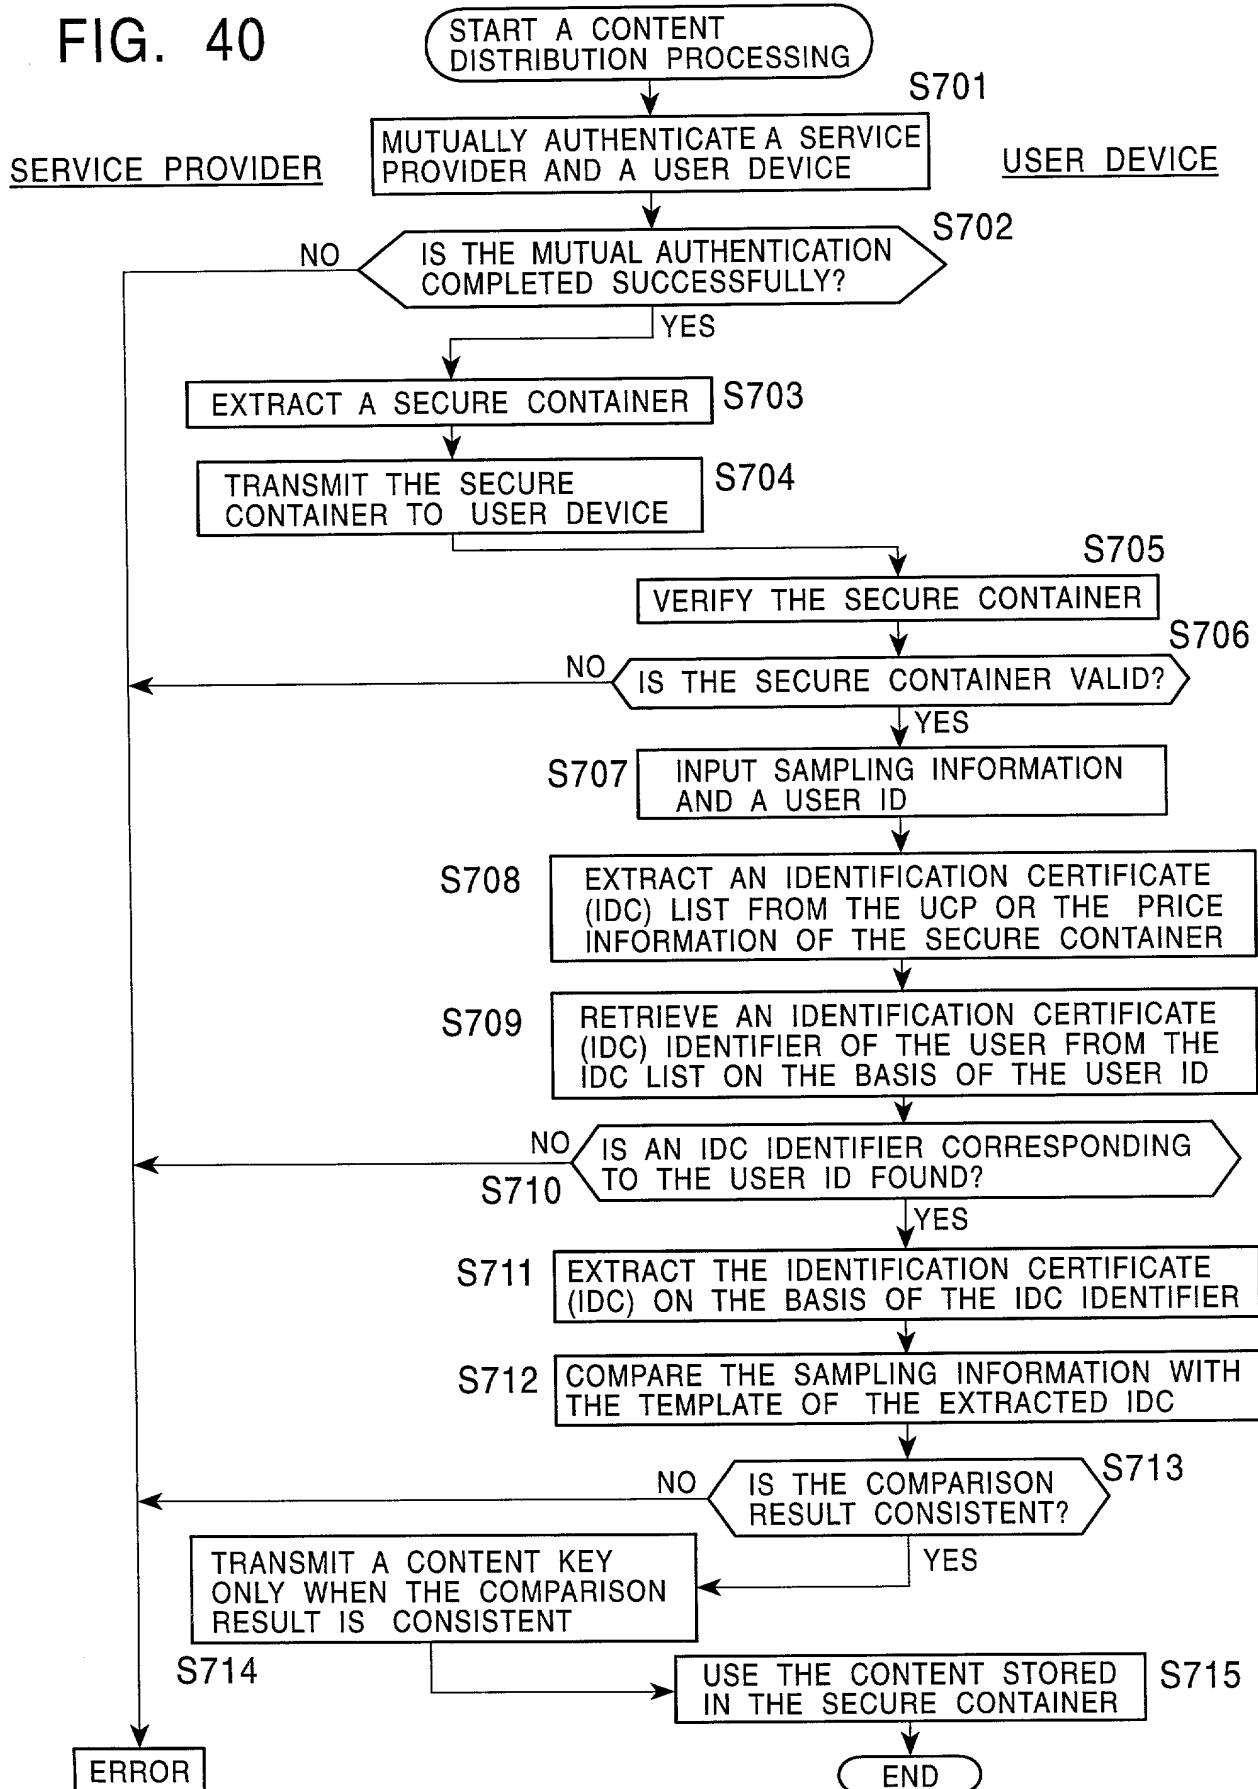 FIG. 40
START A CONTENT
DISTRIBUTION PROCESSING
S701
MUTUALLY AUTHENTICATE A SERVICE
PROVIDER AND A USER DEVICE
SERVICE PROVIDER
USER DEVICE
S702
NO
IS THE MUTUAL AUTHENTICATION
COMPLETED SUCCESSFULLY?
YES
EXTRACT A SECURE CONTAINER
S703
TRANSMIT THE SECURE
CONTAINER TO USER DEVICE
S704
S705
VERIFY THE SECURE CONTAINER
S706
NO
IS THE SECURE CONTAINER VALID?
YES
S707
INPUT SAMPLING INFORMATION
AND A USER ID
S708
EXTRACT AN IDENTIFICATION CERTIFICATE
(IDC) LIST FROM THE UCP OR THE PRICE
INFORMATION OF THE SECURE CONTAINER
S709
RETRIEVE AN IDENTIFICATION CERTIFICATE
(IDC) IDENTIFIER OF THE USER FROM THE
IDC LIST ON THE BASIS OF THE USER ID
NO
IS AN IDC IDENTIFIER CORRESPONDING
TO THE USER ID FOUND?
S710
YES
S711
EXTRACT THE IDENTIFICATION CERTIFICATE
(IDC) ON THE BASIS OF THE IDC IDENTIFIER
S712
COMPARE THE SAMPLING INFORMATION WITH
THE TEMPLATE OF THE EXTRACTED IDC
S713
NO
IS THE COMPARISON
RESULT CONSISTENT?
YES
TRANSMIT A CONTENT KEY
ONLY WHEN THE COMPARISON
RESULT IS CONSISTENT
S714
USE THE CONTENT STORED
IN THE SECURE CONTAINER
S715
ERROR
END